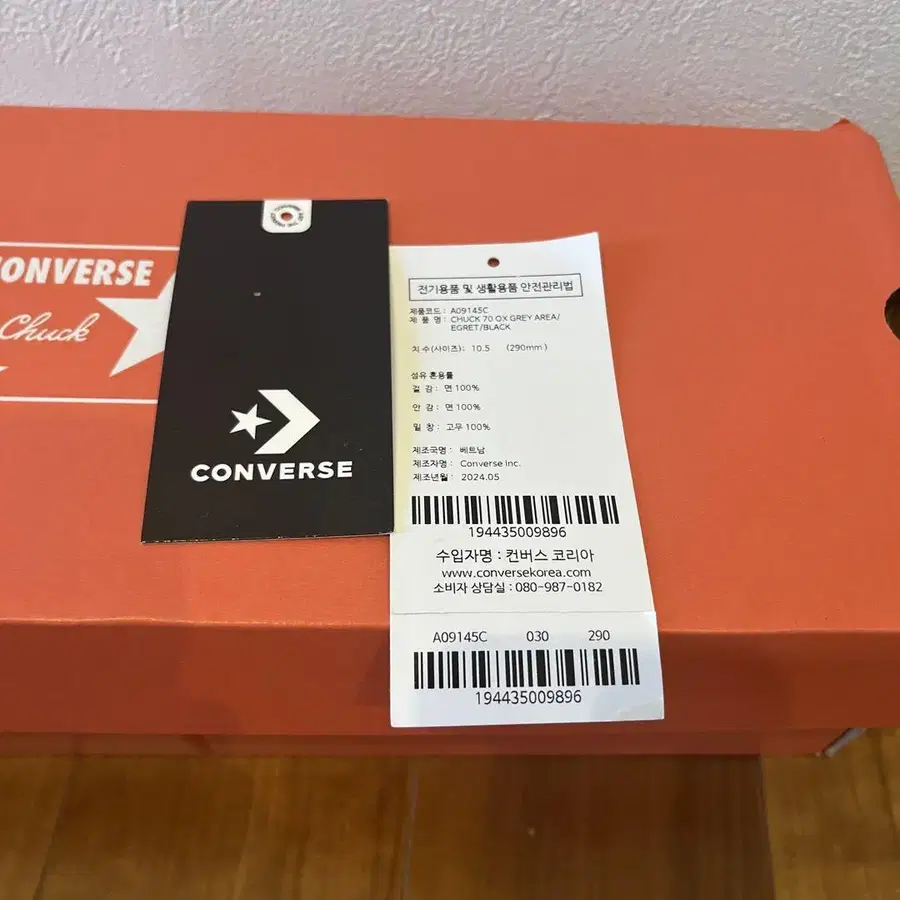 CONVERSE
Chuck
CONVERSE
전기용품 및 생활용품 안전관리법
제품코드 : A09145C
제 품 명 : CHUCK 70 OX GREY AREA/
EGRET/BLACK
치 수(사이즈) : 10.5 (290mm)
섬유 혼용률
겉 감 : 면 100%
안 감 : 면 100%
밑 창 : 고무 100%
제조국명 : 베트남
제조자명 : Converse Inc.
제조년월 : 2024.05
194435009896
수입자명 : 컨버스 코리아
www.conversekorea.com
소비자 상담실 : 080-987-0182
A09145C 030 290
194435009896